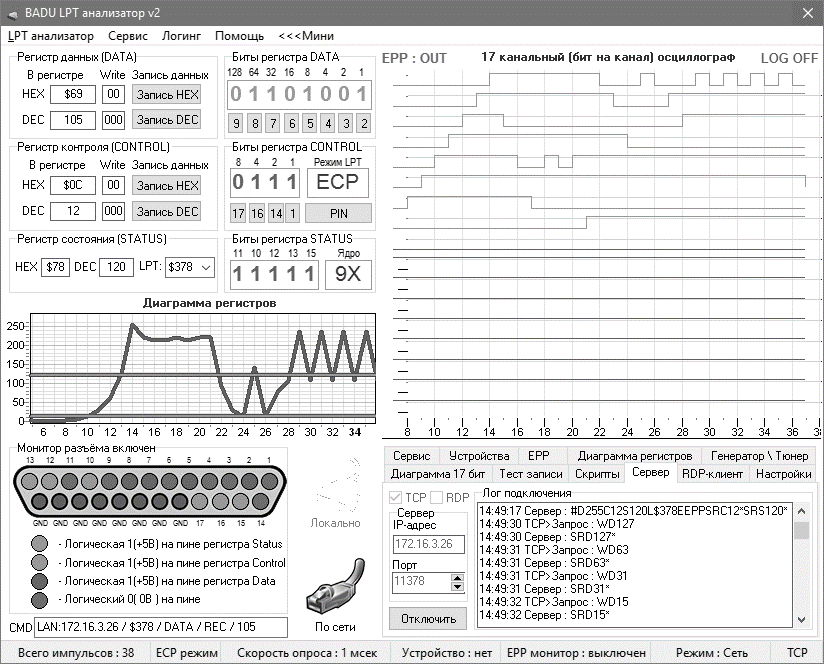 BADU LPT анализатор v2
LPT анализатор Сервис Логинг Помощь <<<Мини
Регистр данных (DATA)
В регистре Write Запись данных
HEX $69 00 Запись HEX
DEC 105 000 Запись DEC
Биты регистра DATA
128 64 32 16 8 4 2 1
0 1 1 0 1 0 0 1
9 8 7 6 5 4 3 2
Регистр контроля (CONTROL)
В регистре Write Запись данных
HEX $0C 00 Запись HEX
DEC 12 000 Запись DEC
Биты регистра CONTROL
8 4 2 1 Режим LPT
0 1 1 1 ECP
17 16 14 1 PIN
Регистр состояния (STATUS)
HEX $78 DEC 120 LPT: $378
Биты регистра STATUS
11 10 12 13 15 Ядро
1 1 1 1 1 9X
Диаграмма регистров
250
200
150
100
50
0
6 8 10 12 14 16 18 20 22 24 26 28 30 32 34
EPP : OUT 17 канальный (бит на канал) осциллограф LOG OFF
8 10 12 14 16 18 20 22 24 26 28 30 32 34 36 38
Монитор разъёма включен
13 12 11 10 9 8 7 6 5 4 3 2 1
GND GND GND GND GND GND GND GND 17 16 15 14
- Логическая 1(+5В) на пине регистра Status
- Логическая 1(+5В) на пине регистра Control
- Логическая 1(+5В) на пине регистра Data
- Логический 0( 0В ) на пине
Локально
По сети
CMD LAN:172.16.3.26 / $378 / DATA / REC / 105
Сервис Устройства EPP Диаграмма регистров Генератор \ Тюнер
Диаграмма 17 бит Тест записи Скрипты Сервер RDP-клиент Настройки
TCP RDP
Сервер
IP-адрес
172.16.3.26
Порт
11378
Отключить
Лог подключения
14:49:17 Сервер : #D255C12S120L$378EEPPSRC12*SRS120*
14:49:30 TCP>Запрос : WD127
14:49:30 Сервер : SRD127*
14:49:31 TCP>Запрос : WD63
14:49:31 Сервер : SRD63*
14:49:31 TCP>Запрос : WD31
14:49:31 Сервер : SRD31*
14:49:32 TCP>Запрос : WD15
14:49:32 Сервер : SRD15*
Всего импульсов : 38 ECP режим Скорость опроса : 1 мсек Устройство : нет EPP монитор : выключен Режим : Сеть TCP